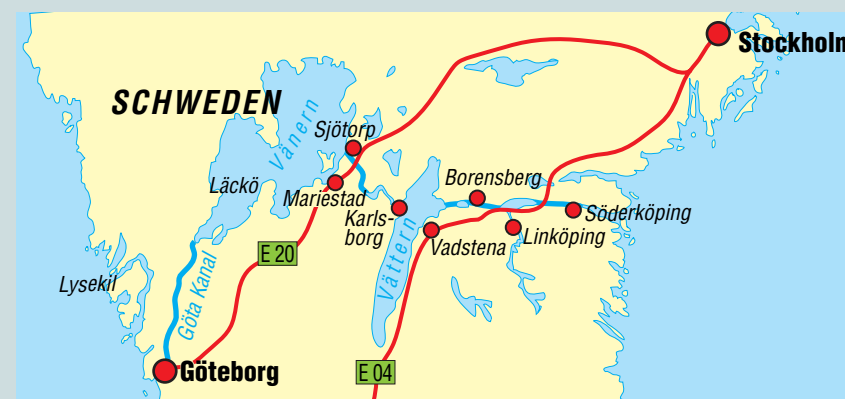 Stockholm
SCHWEDEN
Vänern
Sjötorp
Läckö
Mariestad
Karls-
borg
Borensberg
Söderköping
Linköping
Vadstena
Vättern
E 20
Lysekil
Göta Kanal
Göteborg
E 04